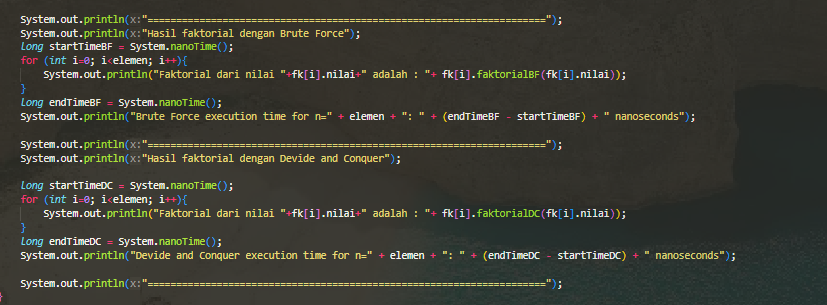 System.out.println(x:"=================================================================");
System.out.println(x:"Hasil faktorial dengan Brute Force");
long startTimeBF = System.nanoTime();
for (int i=0; i<elemen; i++){
System.out.println("Faktorial dari nilai "+fk[i].nilai+" adalah : "+ fk[i].faktorialBF(fk[i].nilai));
}
long endTimeBF = System.nanoTime();
System.out.println("Brute Force execution time for n=" + elemen + ": " + (endTimeBF - startTimeBF) + " nanoseconds");
System.out.println(x:"=================================================================");
System.out.println(x:"Hasil faktorial dengan Devide and Conquer");
long startTimeDC = System.nanoTime();
for (int i=0; i<elemen; i++){
System.out.println("Faktorial dari nilai "+fk[i].nilai+" adalah : "+ fk[i].faktorialDC(fk[i].nilai));
}
long endTimeDC = System.nanoTime();
System.out.println("Devide and Conquer execution time for n=" + elemen + ": " + (endTimeDC - startTimeDC) + " nanoseconds");
System.out.println(x:"=================================================================");
}